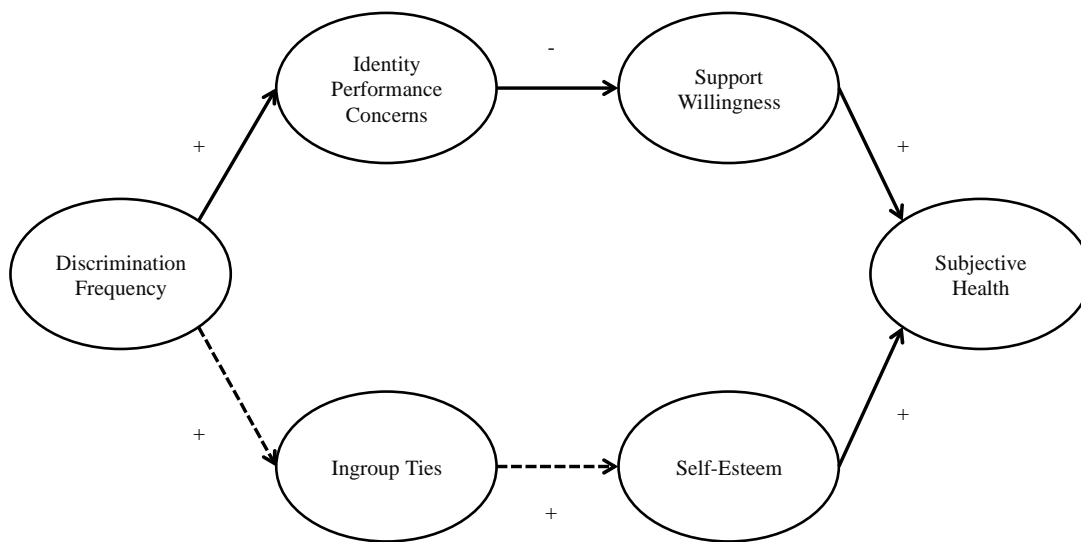 Identity
Performance
Concerns
-
Support
Willingness
+
+
Discrimination
Frequency
Subjective
Health
+
+
Ingroup Ties
Self-Esteem
+